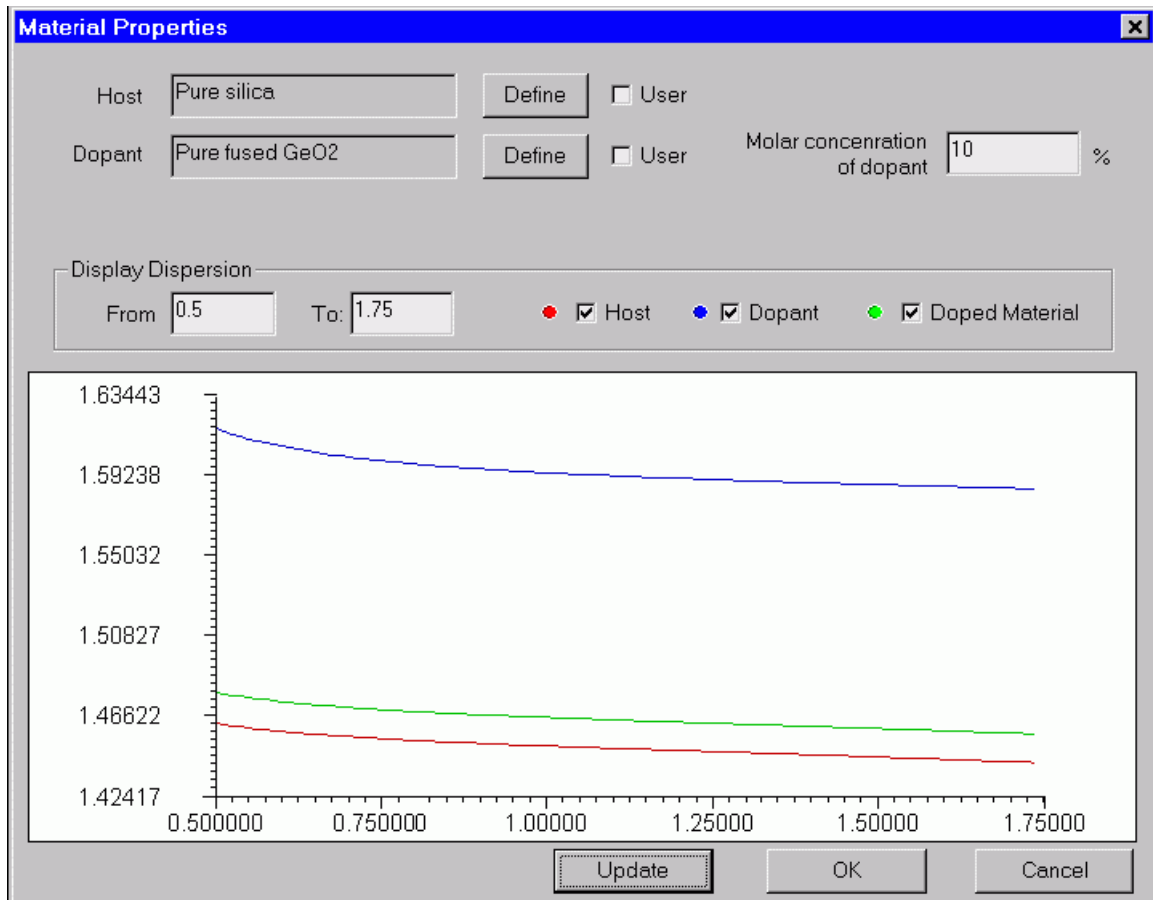 Material Properties
Host Pure silica Define User
Dopant Pure fused GeO2 Define User Molar concenration of dopant 10 %
Display Dispersion
From 0.5 To: 1.75 Host Dopant Doped Material
1.63443
1.59238
1.55032
1.50827
1.46622
1.42417
0.500000 0.750000 1.00000 1.25000 1.50000 1.75000
Update OK Cancel